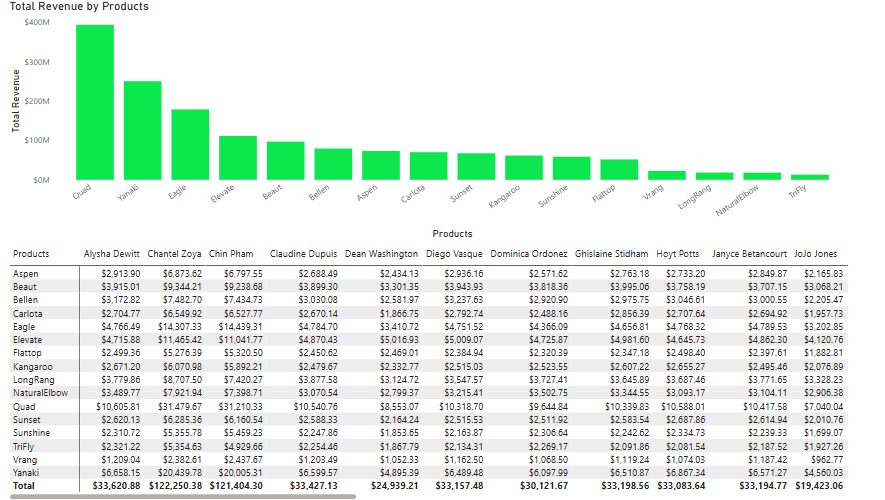 Total Revenue by Products
$400M
$300M
$200M
$100M
$0M
Total Revenue
Quad Yanaki Eagle Elevate Beaut Bellen Aspen Carlota Sunset Kangaroo Sunshine Flattop Vrang LongRang NaturalElbow TriFly
Products
Products Alysha Dewitt Chantel Zoya Chin Pham Claudine Dupuis Dean Washington Diego Vasque Dominica Ordonez Ghislaine Stidham Hoyt Potts Janyce Betancourt JoJo Jones
Aspen $2,913.90 $6,873.62 $6,797.55 $2,688.49 $2,434.13 $2,936.16 $2,571.62 $2,763.18 $2,733.20 $2,849.87 $2,165.83
Beaut $3,915.01 $9,344.21 $9,238.68 $3,899.30 $3,301.35 $3,943.93 $3,818.36 $3,995.06 $3,758.19 $3,707.15 $3,068.21
Bellen $3,172.82 $7,482.70 $7,434.73 $3,030.08 $2,581.97 $3,237.63 $2,920.90 $2,975.75 $3,046.61 $3,000.55 $2,205.47
Carlota $2,704.77 $6,549.92 $6,527.77 $2,670.14 $1,866.75 $2,792.74 $2,488.16 $2,856.39 $2,707.64 $2,694.92 $1,957.73
Eagle $4,766.49 $14,307.33 $14,439.31 $4,784.70 $3,410.72 $4,751.52 $4,366.09 $4,656.81 $4,768.32 $4,789.53 $3,202.85
Elevate $4,715.88 $11,465.42 $11,041.77 $4,870.43 $5,016.93 $5,009.07 $4,725.87 $4,981.60 $4,645.73 $4,862.30 $4,120.76
Flattop $2,499.36 $5,276.39 $5,320.50 $2,450.62 $2,469.01 $2,384.94 $2,320.39 $2,347.18 $2,498.40 $2,397.61 $1,882.81
Kangaroo $2,671.20 $6,070.98 $5,892.21 $2,479.67 $2,332.77 $2,515.03 $2,523.55 $2,607.22 $2,655.27 $2,495.46 $2,076.89
LongRang $3,779.86 $8,707.50 $7,420.27 $3,877.58 $3,124.72 $3,547.57 $3,727.41 $3,645.89 $3,687.46 $3,771.65 $3,328.23
NaturalElbow $3,489.77 $7,921.94 $7,398.71 $3,070.54 $2,799.37 $3,215.41 $3,502.75 $3,344.55 $3,093.17 $3,104.11 $2,906.38
Quad $10,605.81 $31,479.67 $31,210.33 $10,540.76 $8,553.07 $10,318.70 $9,644.84 $10,339.83 $10,588.01 $10,417.58 $7,040.04
Sunset $2,620.13 $6,285.36 $6,160.54 $2,588.33 $2,164.24 $2,515.53 $2,511.92 $2,583.54 $2,687.86 $2,614.94 $2,010.76
Sunshine $2,310.72 $5,355.78 $5,459.23 $2,247.86 $1,853.65 $2,163.87 $2,306.64 $2,242.62 $2,334.73 $2,239.33 $1,699.07
TriFly $2,321.22 $5,354.63 $4,929.66 $2,254.46 $1,867.79 $2,134.31 $2,269.17 $2,091.86 $2,081.54 $2,187.52 $1,927.26
Vrang $1,209.04 $2,382.61 $2,437.67 $1,203.49 $1,052.33 $1,162.50 $1,068.50 $1,119.24 $1,074.03 $1,187.42 $962.77
Yanaki $6,658.15 $20,439.78 $20,005.31 $6,599.57 $4,895.39 $6,489.48 $6,097.99 $6,510.87 $6,867.34 $6,571.27 $4,560.03
Total $33,620.88 $122,250.38 $121,404.30 $33,427.13 $24,939.21 $33,157.48 $30,121.67 $33,198.56 $33,083.64 $33,194.77 $19,423.06